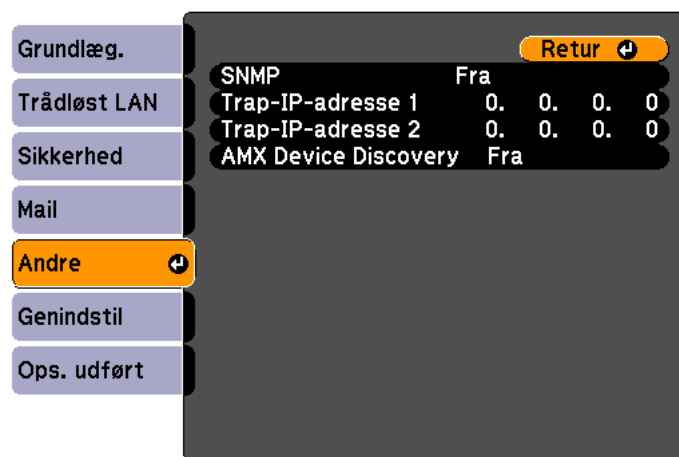 Grundlæg.
Trådløst LAN
Sikkerhed
Mail
Andre
Genindstil
Ops. udført
Retur
SNMP Fra
Trap-IP-adresse 1 0. 0. 0. 0
Trap-IP-adresse 2 0. 0. 0. 0
AMX Device Discovery Fra